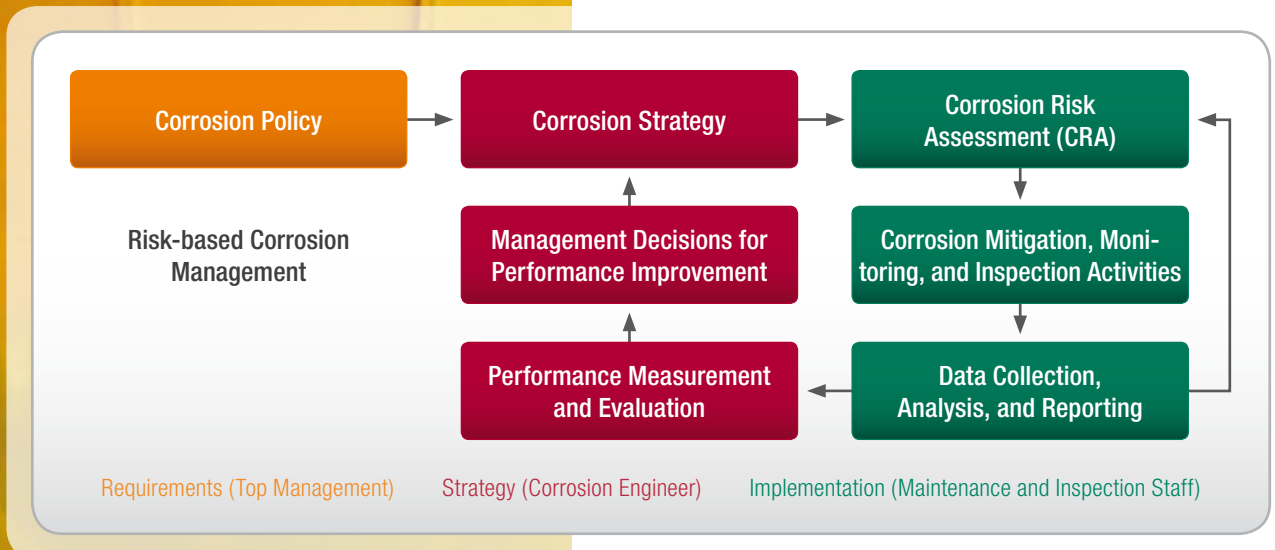 Corrosion Policy
Corrosion Strategy
Corrosion Risk
Assessment (CRA)
Risk-based Corrosion
Management
Management Decisions for
Performance Improvement
Corrosion Mitigation, Moni-
toring, and Inspection Activities
Performance Measurement
and Evaluation
Data Collection,
Analysis, and Reporting
Requirements (Top Management)
Strategy (Corrosion Engineer)
Implementation (Maintenance and Inspection Staff)